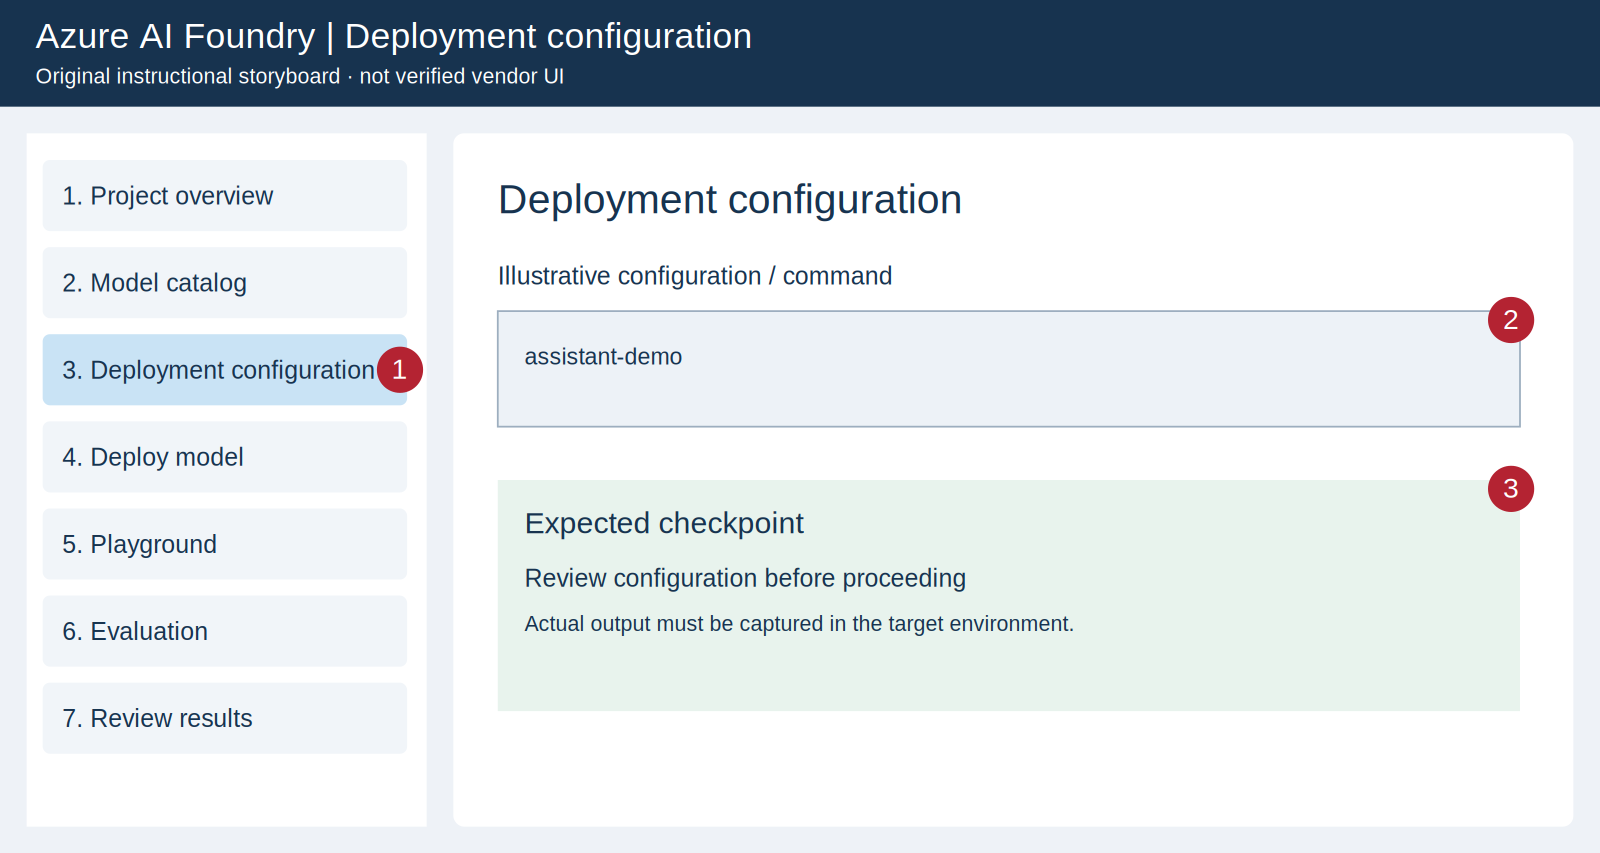 Azure AI Foundry | Deployment configuration
Original instructional storyboard · not verified vendor UI
1. Project overview
2. Model catalog
3. Deployment configuration
1
4. Deploy model
5. Playground
6. Evaluation
7. Review results
Deployment configuration
Illustrative configuration / command
2
assistant-demo
3
Expected checkpoint
Review configuration before proceeding
Actual output must be captured in the target environment.